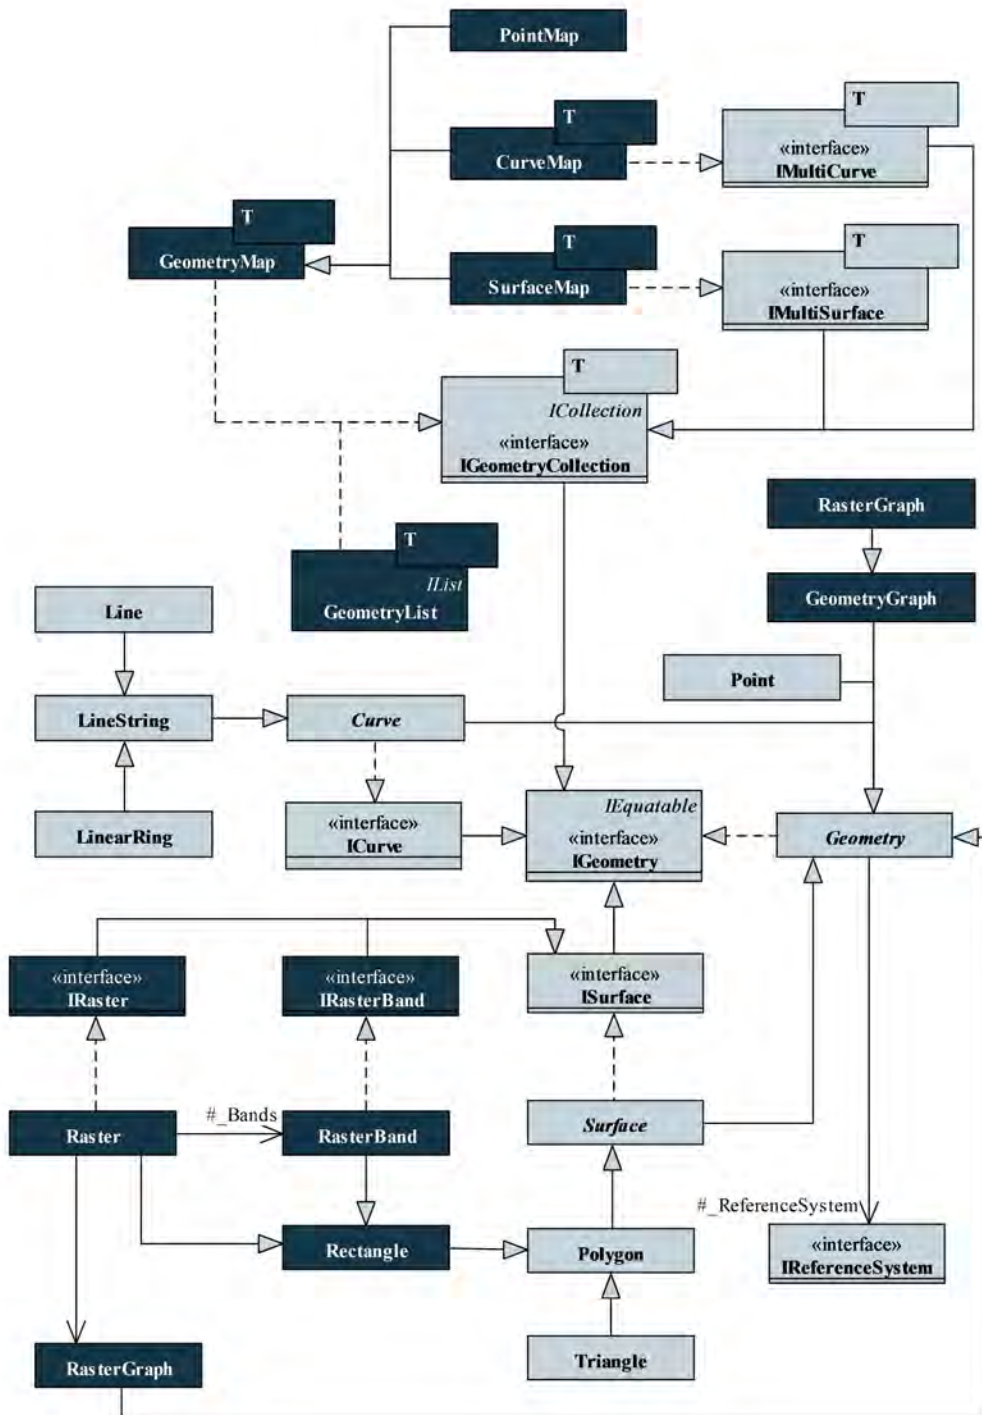 PointMap
T
CurveMap
T
«interface»
IMultiCurve
T
GeometryMap
T
SurfaceMap
T
«interface»
IMultiSurface
T
ICollection
«interface»
IGeometryCollection
RasterGraph
T
IList
GeometryList
GeometryGraph
Line
Point
LineString
Curve
LinearRing
«interface»
ICurve
IEquatable
«interface»
IGeometry
Geometry
«interface»
IRaster
«interface»
IRasterBand
«interface»
ISurface
Raster
#_Bands
RasterBand
Surface
#_ReferenceSystem
Rectangle
Polygon
«interface»
IReferenceSystem
RasterGraph
Triangle